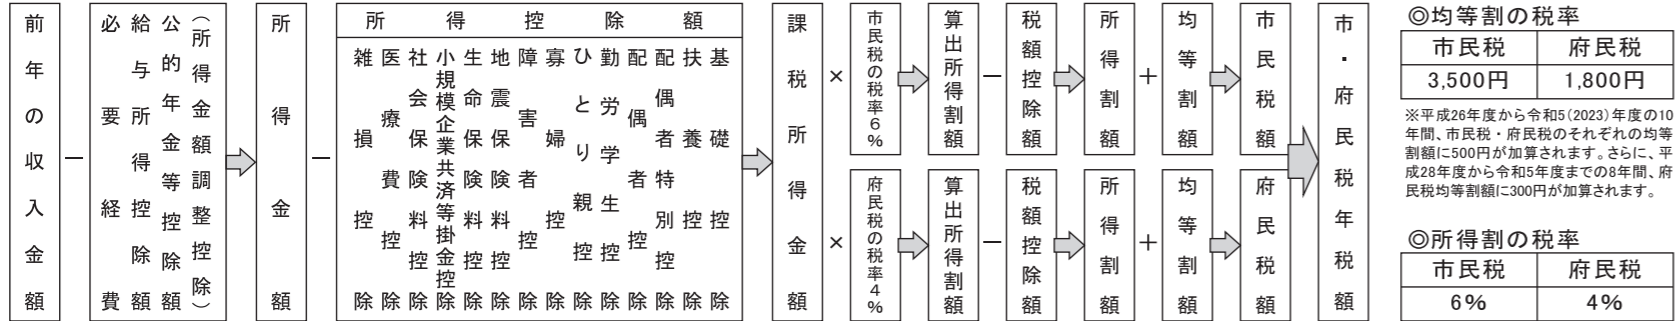 前年の収入金額
－
必要経費
給与所得控除額
公的年金等控除額
（所得金額調整控除）
所得金額
－
所得控除額
雑損控除
医療費控除
社会保険料控除
小規模企業共済等掛金控除
生命保険料控除
地震保険料控除
障害者控除
寡婦控除
ひとり親控除
勤労学生控除
配偶者控除
配偶者特別控除
扶養控除
基礎控除
課税所得金額
×
市民税の税率6%
算出所得割額
－
税額控除額
所得割額
＋
均等割額
市民税額
×
府民税の税率4%
算出所得割額
－
税額控除額
所得割額
＋
均等割額
府民税額
市・府民税年税額
◎均等割の税率
市民税 府民税
3,500円 1,800円
※平成26年度から令和5(2023)年度の10
年間、市民税・府民税のそれぞれの均等
割額に500円が加算されます。さらに、平
成28年度から令和5年度までの8年間、府
民税均等割額に300円が加算されます。
◎所得割の税率
市民税 府民税
6% 4%